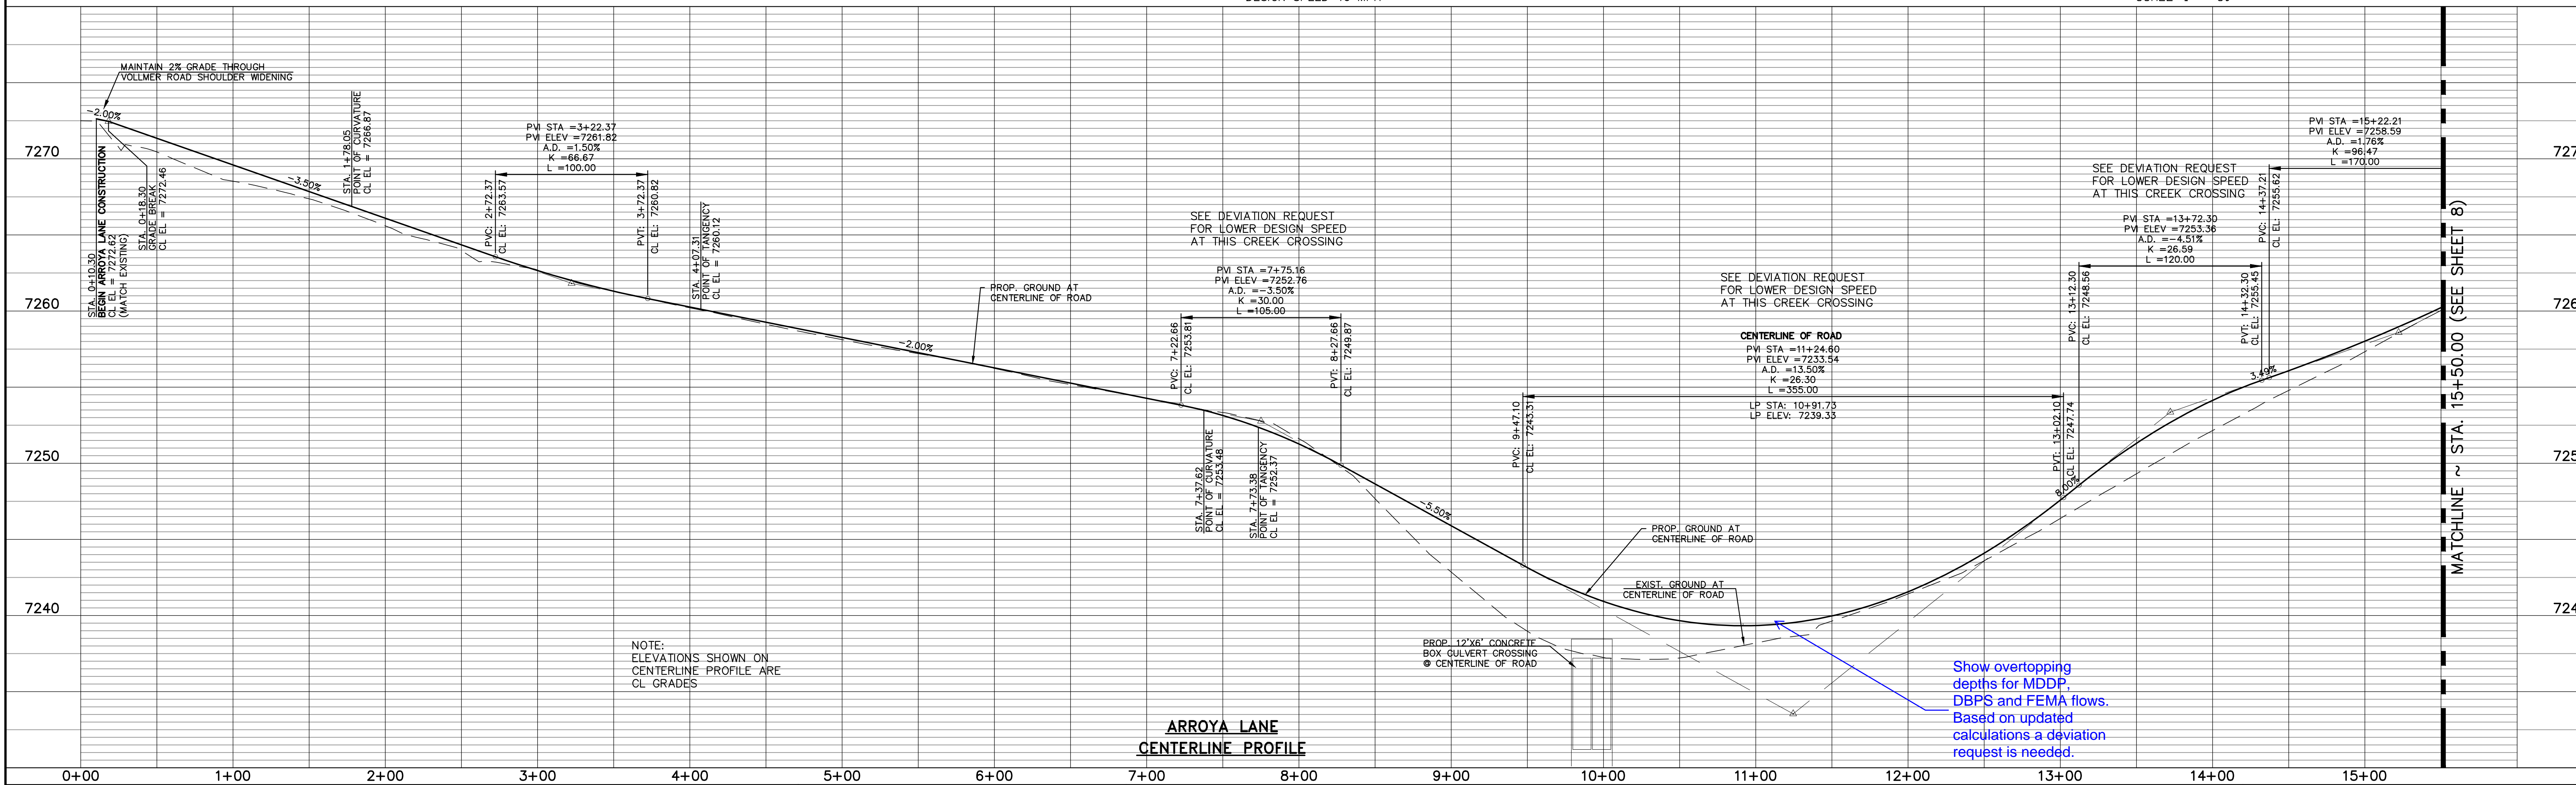 MAINTAIN 2% GRADE THROUGH
VOLLMER ROAD SHOULDER WIDENING
-2.00%
STA. 0+10.30
BEGIN ARROYA LANE CONSTRUCTION
CL EL = 7272.62
(MATCH EXISTING)
STA. 0+18.30
GRADE BREAK
CL EL = 7272.46
-3.50%
STA. 1+78.05
POINT OF CURVATURE
CL EL = 7266.87
PVI STA =3+22.37
PVI ELEV =7261.82
A.D. =1.50%
K =66.67
L =100.00
PVC: 2+72.37
CL EL: 7263.57
PVT: 3+72.37
CL EL: 7260.82
STA. 4+07.31
POINT OF TANGENCY
CL EL = 7260.12
-2.00%
PROP. GROUND AT
CENTERLINE OF ROAD
SEE DEVIATION REQUEST
FOR LOWER DESIGN SPEED
AT THIS CREEK CROSSING
PVI STA =7+75.16
PVI ELEV =7252.76
A.D. =-3.50%
K =30.00
L =105.00
PVC: 7+22.66
CL EL: 7253.81
PVT: 8+27.66
CL EL: 7249.87
STA. 7+37.62
POINT OF CURVATURE
CL EL = 7253.48
STA. 7+73.38
POINT OF TANGENCY
CL EL = 7252.37
-5.50%
SEE DEVIATION REQUEST
FOR LOWER DESIGN SPEED
AT THIS CREEK CROSSING
CENTERLINE OF ROAD
PVI STA =11+24.60
PVI ELEV =7233.54
A.D. =13.50%
K =26.30
L =355.00
LP STA: 10+91.73
LP ELEV: 7239.33
PVC: 9+47.10
CL EL: 7243.31
PVT: 13+02.10
CL EL: 7247.74
PROP. GROUND AT
CENTERLINE OF ROAD
EXIST. GROUND AT
CENTERLINE OF ROAD
PROP. 12'X6' CONCRETE
BOX CULVERT CROSSING
@ CENTERLINE OF ROAD
8.00%
SEE DEVIATION REQUEST
FOR LOWER DESIGN SPEED
AT THIS CREEK CROSSING
PVI STA =13+72.30
PVI ELEV =7253.36
A.D. =-4.51%
K =26.59
L =120.00
PVC: 13+12.30
CL EL: 7248.56
PVT: 14+32.30
CL EL: 7255.45
3.49%
PVI STA =15+22.21
PVI ELEV =7258.59
A.D. =1.76%
K =96.47
L =170.00
PVC: 14+37.21
CL EL: 7255.62
MATCHLINE ~ STA. 15+50.00 (SEE SHEET 8)
Show overtopping
depths for MDDP,
DBPS and FEMA flows.
Based on updated
calculations a deviation
request is needed.
NOTE:
ELEVATIONS SHOWN ON
CENTERLINE PROFILE ARE
CL GRADES
ARROYA LANE
CENTERLINE PROFILE
7270
7260
7250
7240
0+00 1+00 2+00 3+00 4+00 5+00 6+00 7+00 8+00 9+00 10+00 11+00 12+00 13+00 14+00 15+00